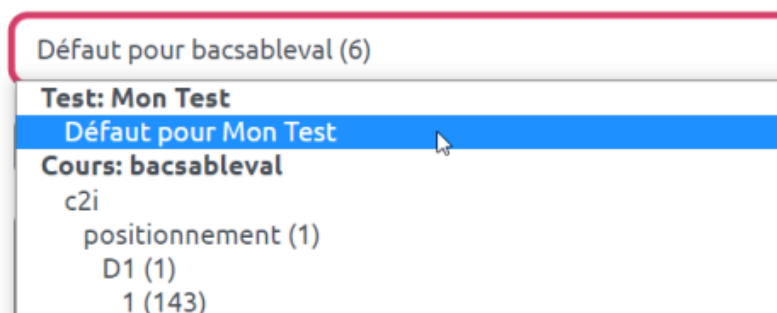 Défaut pour bacsableval (6)
Test: Mon Test
Défaut pour Mon Test
Cours: bacsableval
c2i
positionnement (1)
D1 (1)
1 (143)